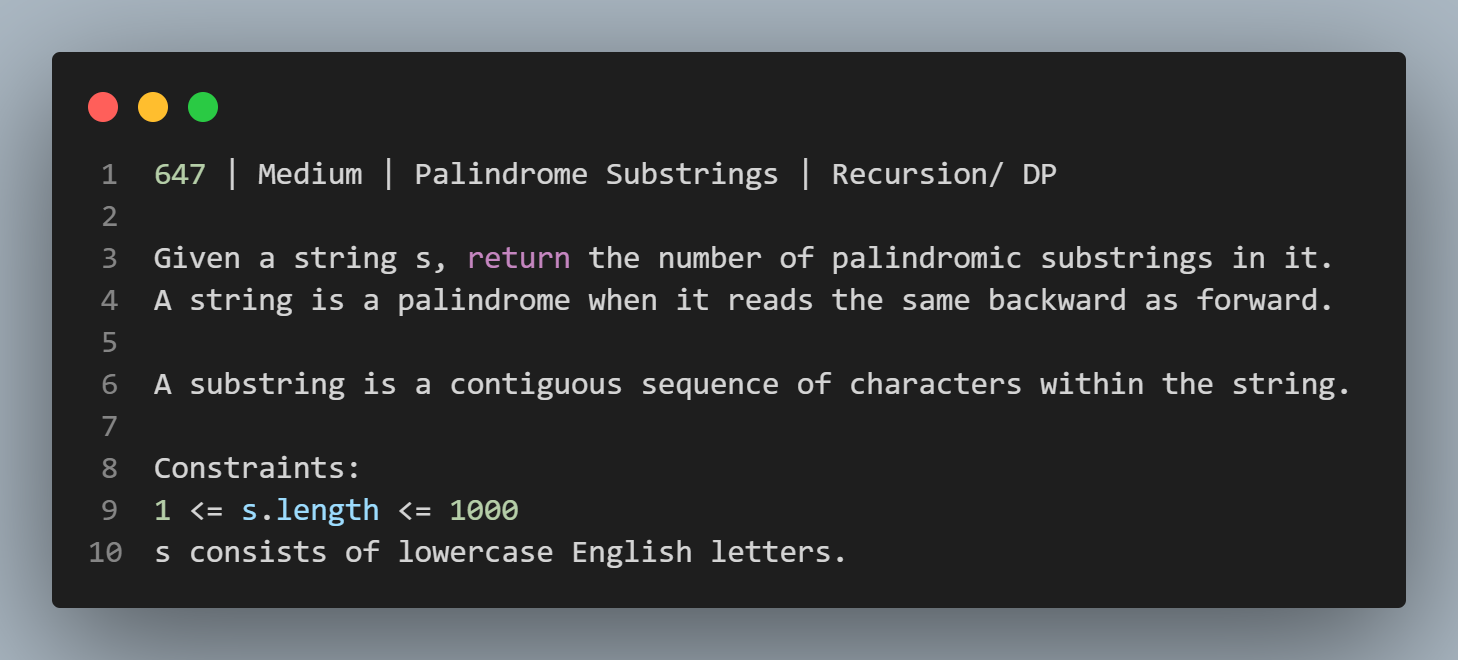 1 647 | Medium | Palindrome Substrings | Recursion/ DP
2
3 Given a string s, return the number of palindromic substrings in it.
4 A string is a palindrome when it reads the same backward as forward.
5
6 A substring is a contiguous sequence of characters within the string.
7
8 Constraints:
9 1 <= s.length <= 1000
10 s consists of lowercase English letters.